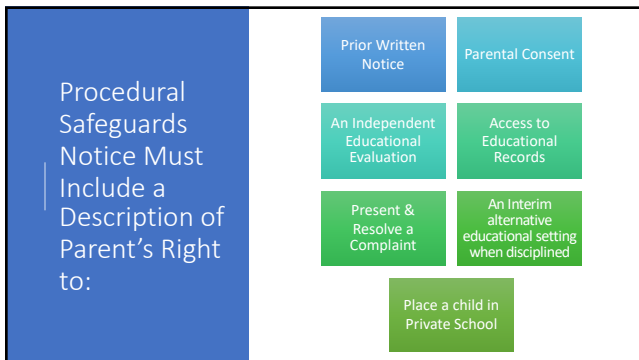 Procedural
Safeguards
Notice Must
Include a
Description of
Parent's Right
to:
Prior Written
Notice
Parental Consent
An Independent
Educational
Evaluation
Access to
Educational
Records
Present &
Resolve a
Complaint
An Interim
alternative
educational setting
when disciplined
Place a child in
Private School